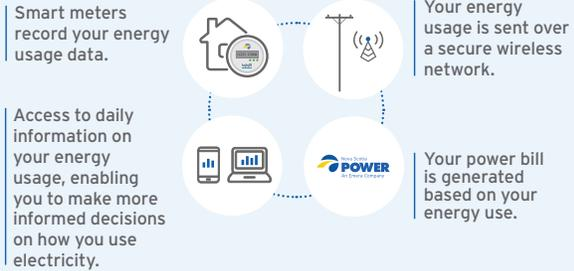 Smart meters
record your energy
usage data.
Your energy
usage is sent over
a secure wireless
network.
Access to daily
information on
your energy
usage, enabling
you to make more
informed decisions
on how you use
electricity.
Nova Scotia
POWER
An Emera Company
Your power bill
is generated
based on your
energy use.